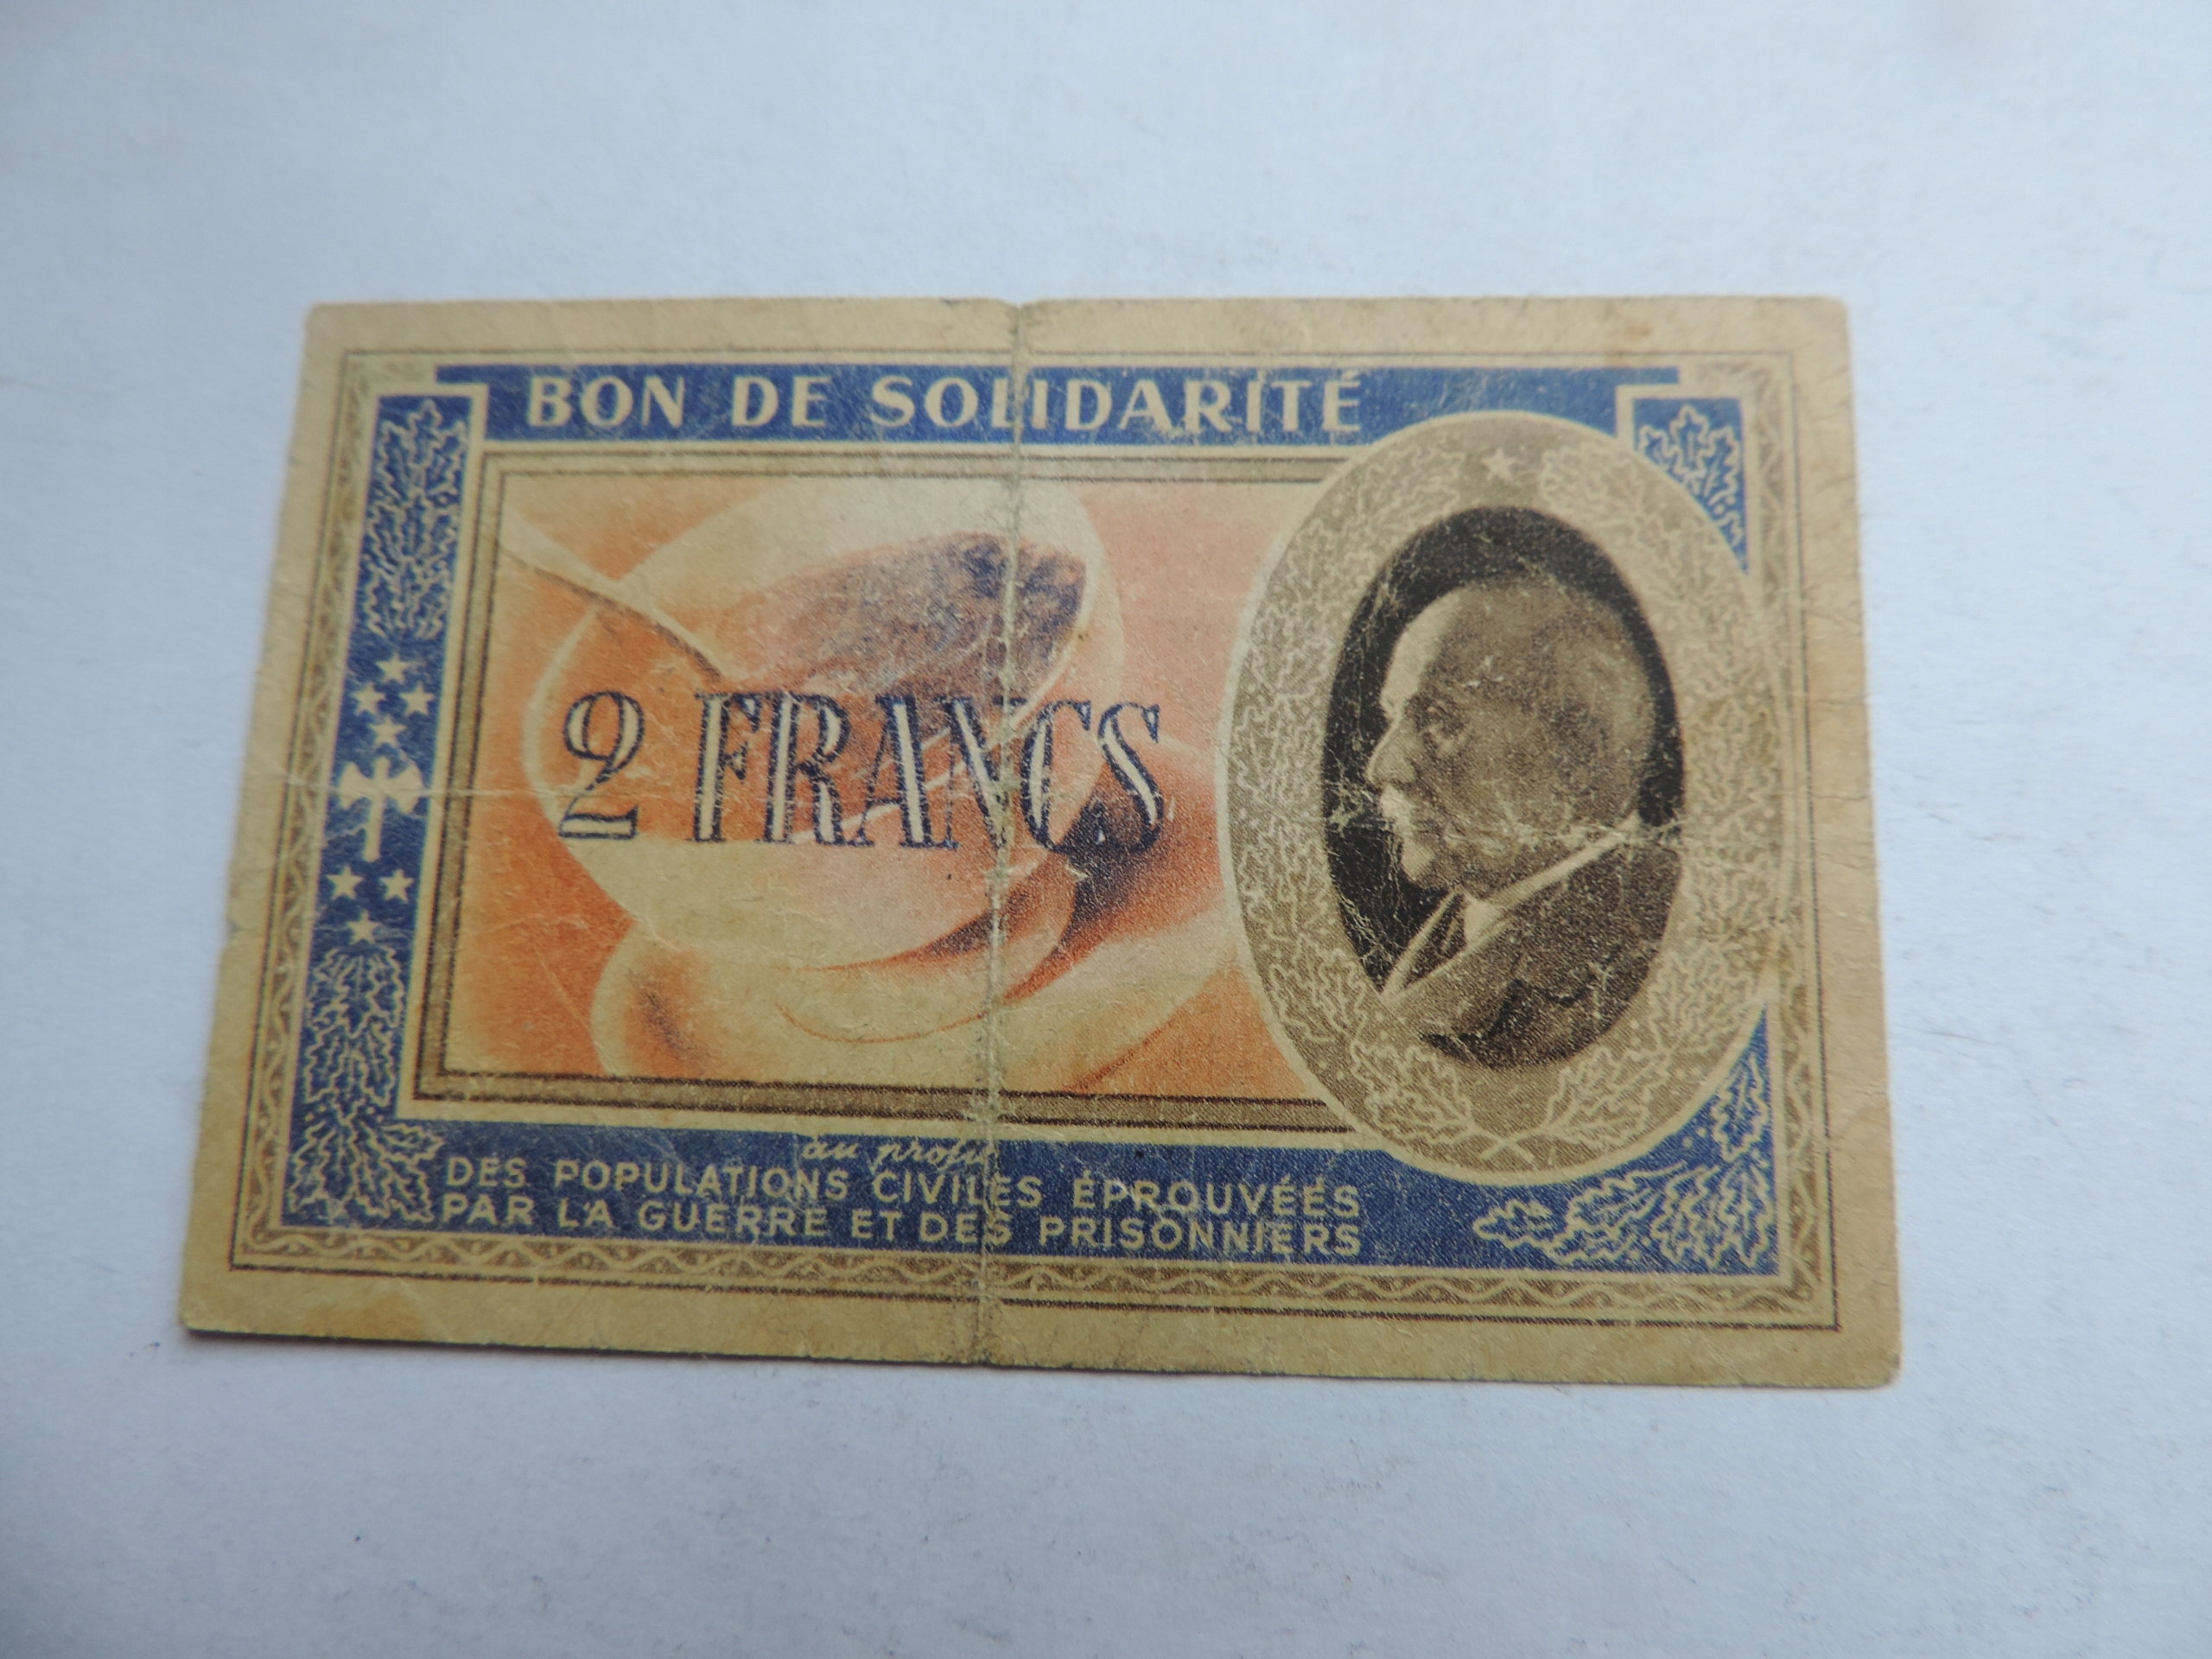 BON DE SOLIDARITÉ
2 FRANCS
au profit
DES POPULATIONS CIVILES ÉPROUVÉES
PAR LA GUERRE ET DES PRISONNIERS